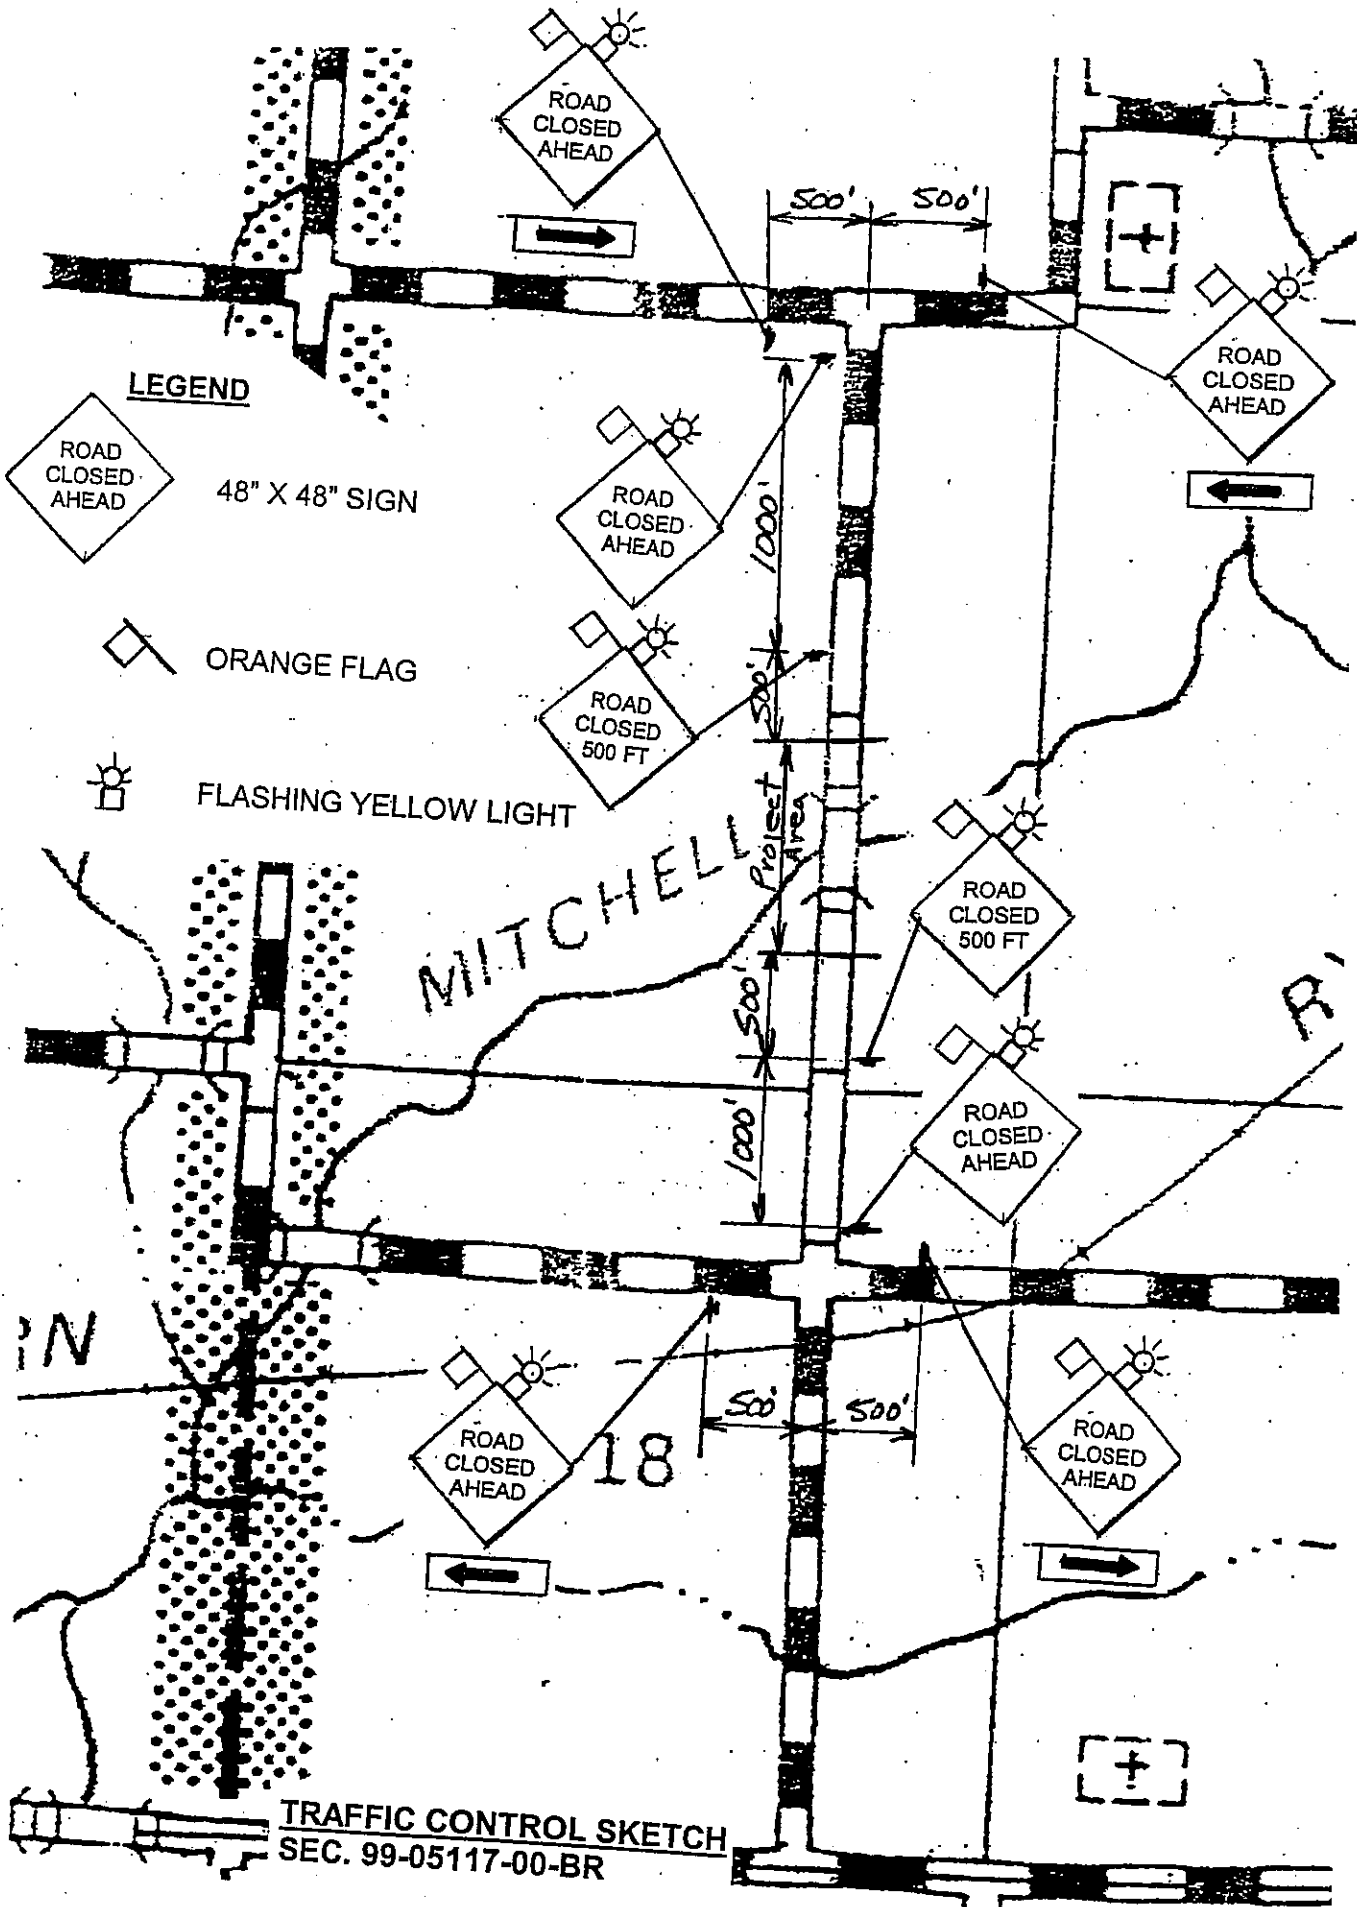 ROAD
CLOSED
AHEAD
500'
500'
ROAD
CLOSED
AHEAD
LEGEND
ROAD
CLOSED
AHEAD
48" X 48" SIGN
ROAD
CLOSED
AHEAD
1000'
ORANGE FLAG
ROAD
CLOSED
500 FT
500'
FLASHING YELLOW LIGHT
MITCHELL
Project
Area
ROAD
CLOSED
500 FT
500'
R
ROAD
CLOSED
AHEAD
1000'
N
ROAD
CLOSED
AHEAD
18
500'
500'
ROAD
CLOSED
AHEAD
TRAFFIC CONTROL SKETCH
SEC. 99-05117-00-BR